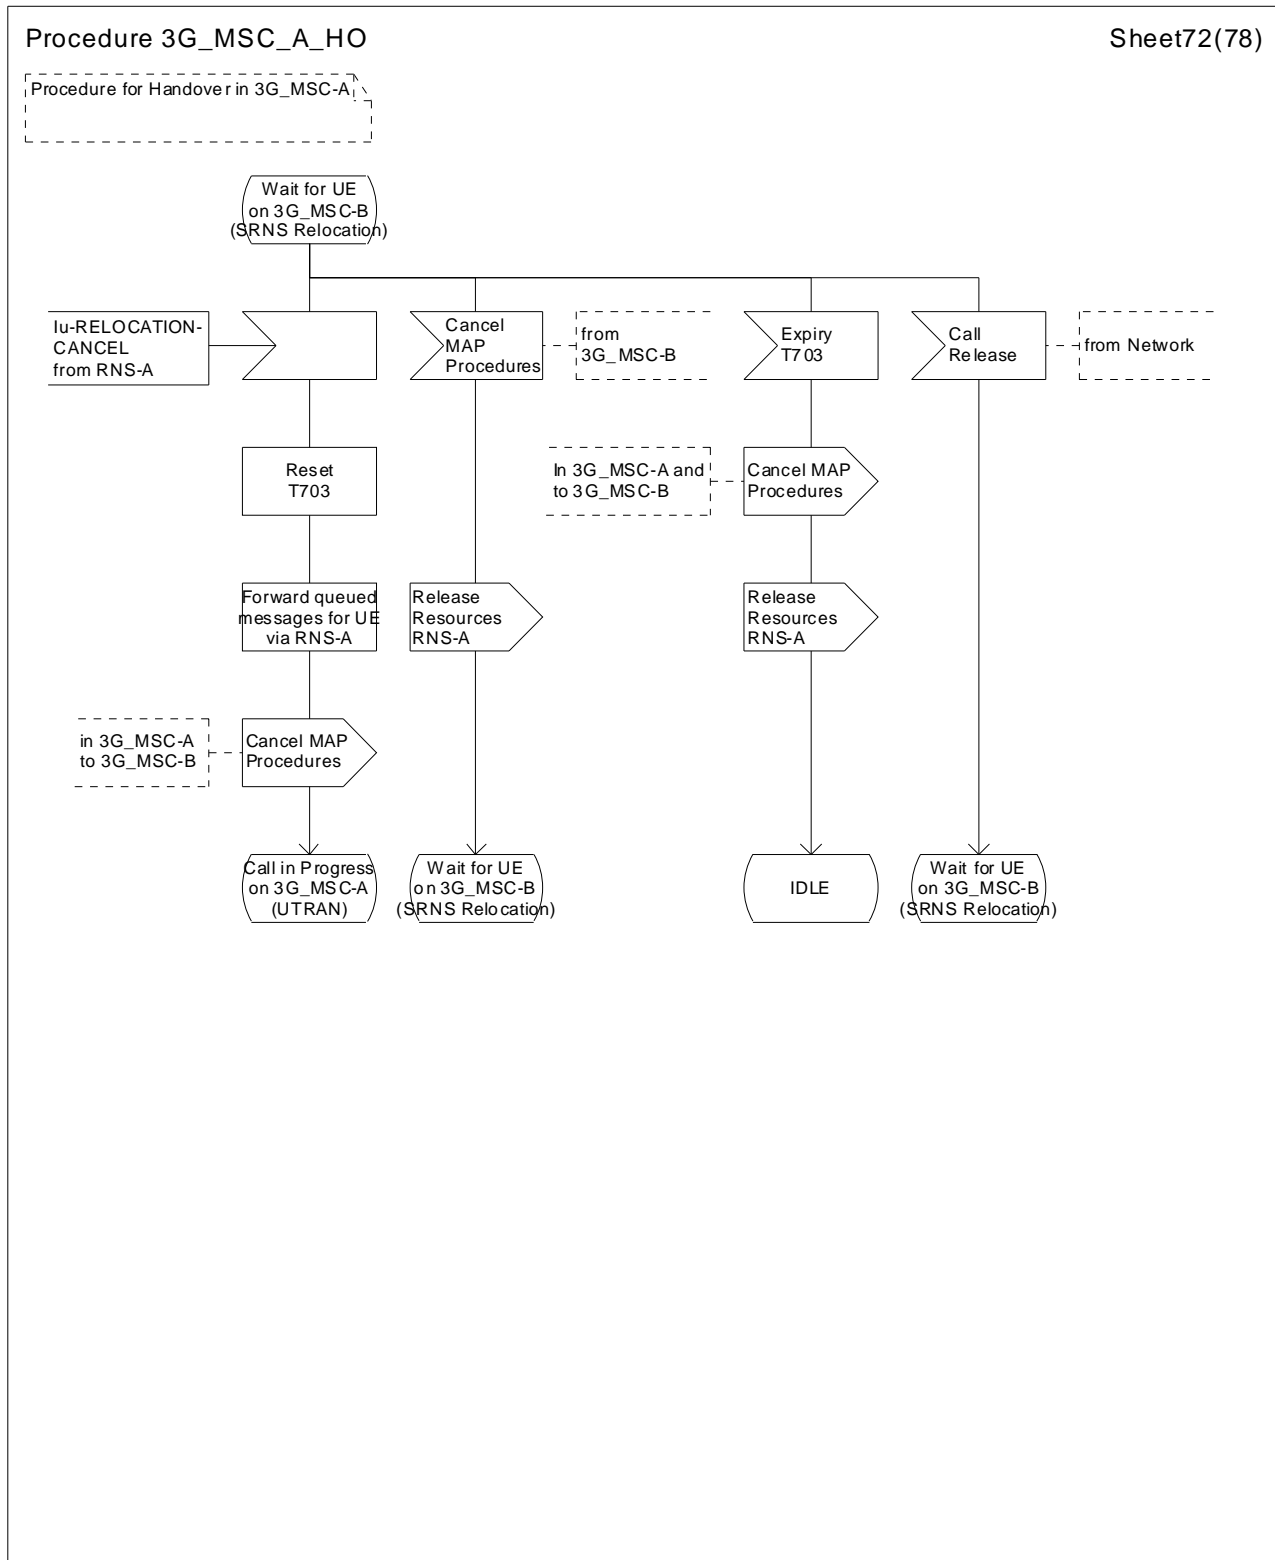 Procedure 3G_MSC_A_HO
Sheet72(78)
Procedure for Handover in 3G_MSC-A
Wait for UE
on 3G_MSC-B
(SRNS Relocation)
Iu-RELOCATION-
CANCEL
from RNS-A
Cancel
MAP
Procedures
from
3G_MSC-B
Expiry
T703
Call
Release
from Network
Reset
T703
In 3G_MSC-A and
to 3G_MSC-B
Cancel MAP
Procedures
Forward queued
messages for UE
via RNS-A
Release
Resources
RNS-A
Release
Resources
RNS-A
in 3G_MSC-A
to 3G_MSC-B
Cancel MAP
Procedures
Call in Progress
on 3G_MSC-A
(UTRAN)
Wait for UE
on 3G_MSC-B
(SRNS Relocation)
IDLE
Wait for UE
on 3G_MSC-B
(SRNS Relocation)